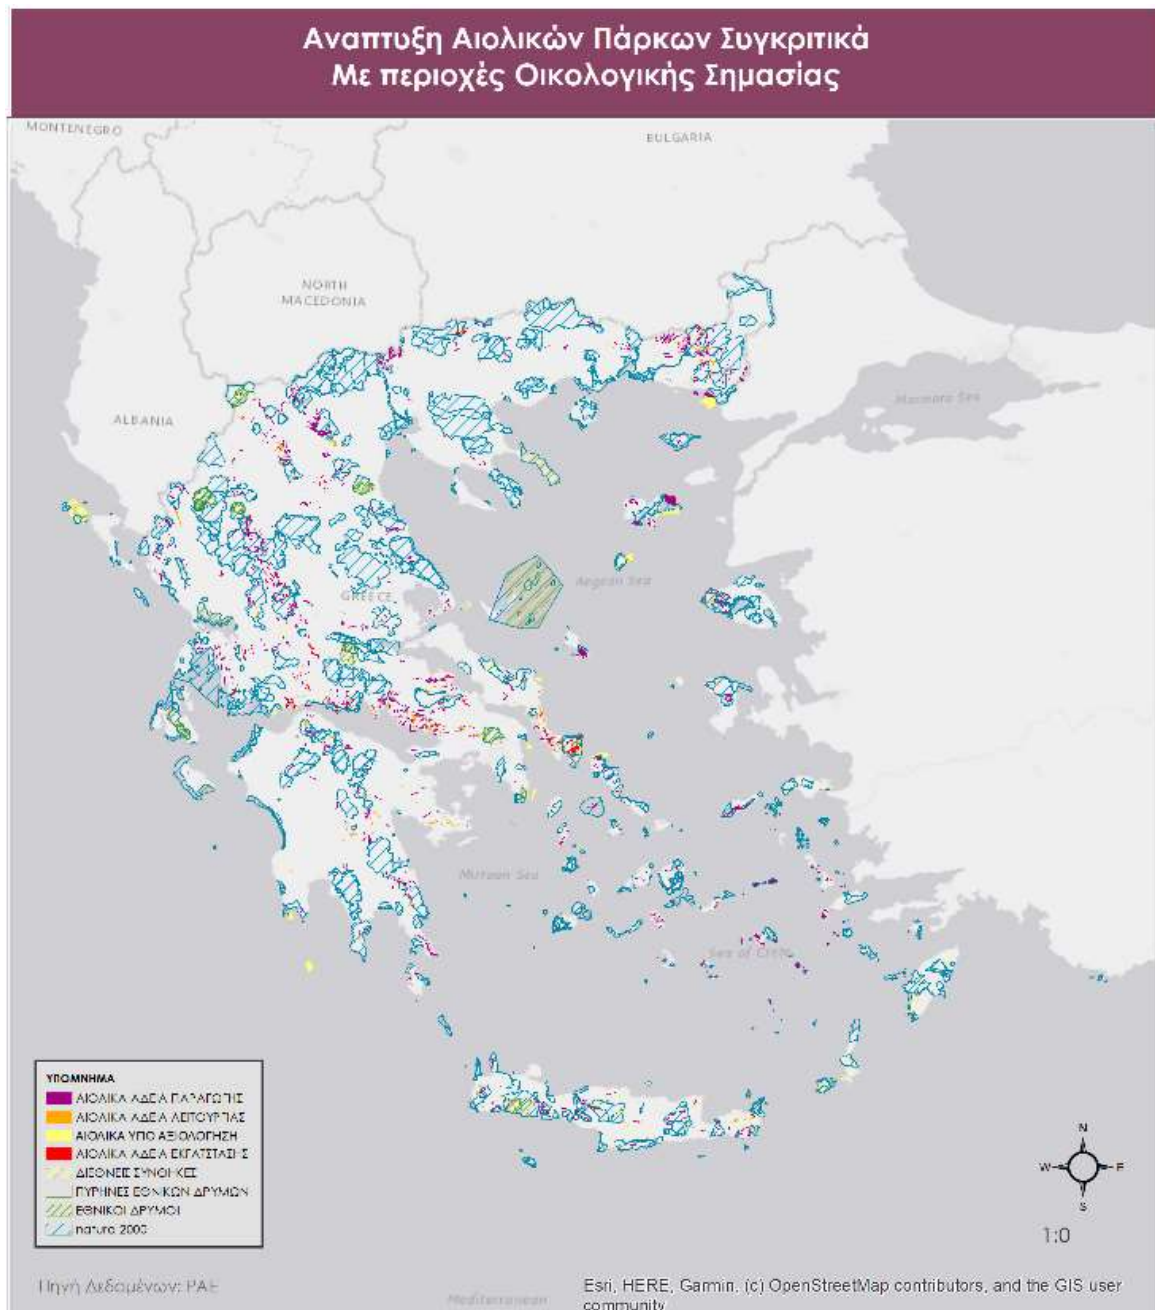 Αναπτυξη Αιολικών Πάρκων Συγκριτικά
Με περιοχές Οικολογικής Σημασίας
MONTENEGRO
BULGARIA
NORTH
MACEDONIA
ALBANIA
Marmara Sea
Aegean Sea
GREECE
Mirtoan Sea
Sea of Crete
ΥΠΟΜΝΗΜΑ
ΑΙΟΛΙΚΑ ΑΔΕΙΑ ΠΑΡΑΓΩΓΗΣ
ΑΙΟΛΙΚΑ ΑΔΕΙΑ ΛΕΙΤΟΥΡΓΙΑΣ
ΑΙΟΛΙΚΑ ΥΠΟ ΑΞΙΟΛΟΓΗΣΗ
ΑΙΟΛΙΚΑ ΑΔΕΙΑ ΕΚΓΑΤΣΤΑΣΗΣ
ΔΙΕΘΝΕΙΣ ΣΥΝΘΗΚΕΣ
ΠΥΡΗΝΕΣ ΕΘΝΙΚΩΝ ΔΡΥΜΩΝ
ΕΘΝΙΚΟΙ ΔΡΥΜΟΙ
natura 2000
N
W E
S
1:0
Πηγή Δεδομένων: ΡΑΕ
Esri, HERE, Garmin, (c) OpenStreetMap contributors, and the GIS user
community
Mediterranean